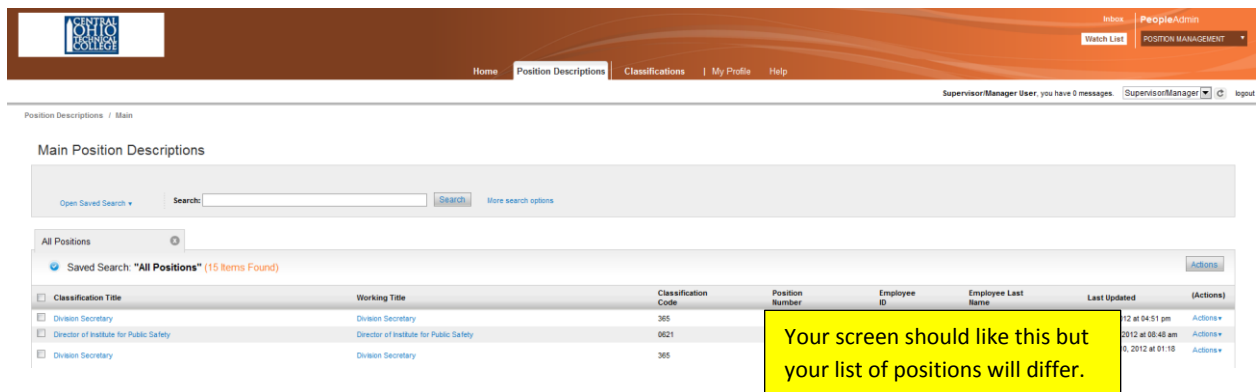 CENTRAL
OHIO
TECHNICAL
COLLEGE
Inbox PeopleAdmin
Watch List POSITION MANAGEMENT
Home Position Descriptions Classifications | My Profile Help
Supervisor/Manager User, you have 0 messages. Supervisor/Manager logout
Position Descriptions / Main
Main Position Descriptions
Open Saved Search Search: Search More search options
All Positions
Saved Search: "All Positions" (15 Items Found) Actions
Classification Title Working Title Classification Code Position Number Employee ID Employee Last Name Last Updated (Actions)
Division Secretary Division Secretary 365 012 at 04:51 pm Actions
Director of Institute for Public Safety Director of Institute for Public Safety 0621 2012 at 08:48 am Actions
Division Secretary Division Secretary 365 0, 2012 at 01:18 Actions
Your screen should like this but
your list of positions will differ.